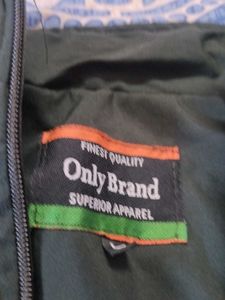 FINEST QUALITY
Only Brand
SUPERIOR APPAREL